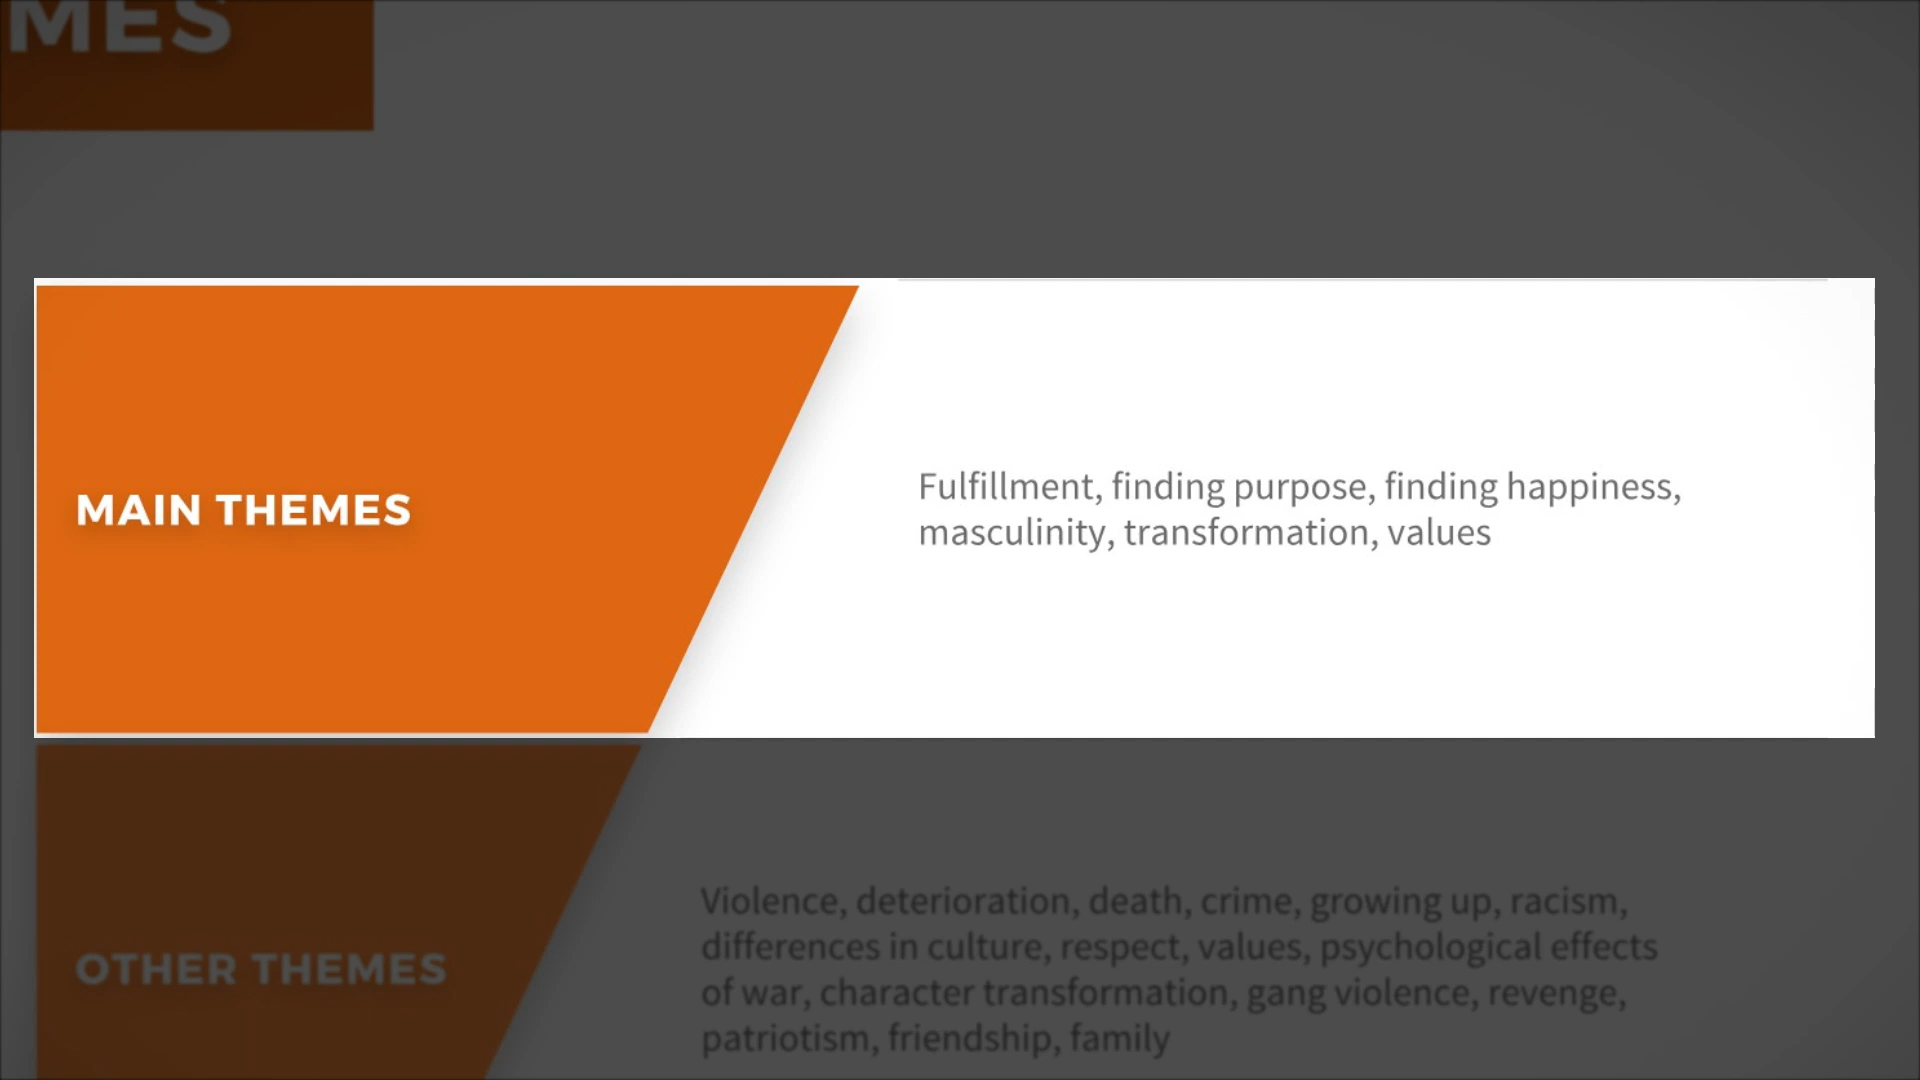 MES
MAIN THEMES
Fulfillment, finding purpose, finding happiness,
masculinity, transformation, values
OTHER THEMES
Violence, deterioration, death, crime, growing up, racism,
differences in culture, respect, values, psychological effects
of war, character transformation, gang violence, revenge,
patriotism, friendship, family